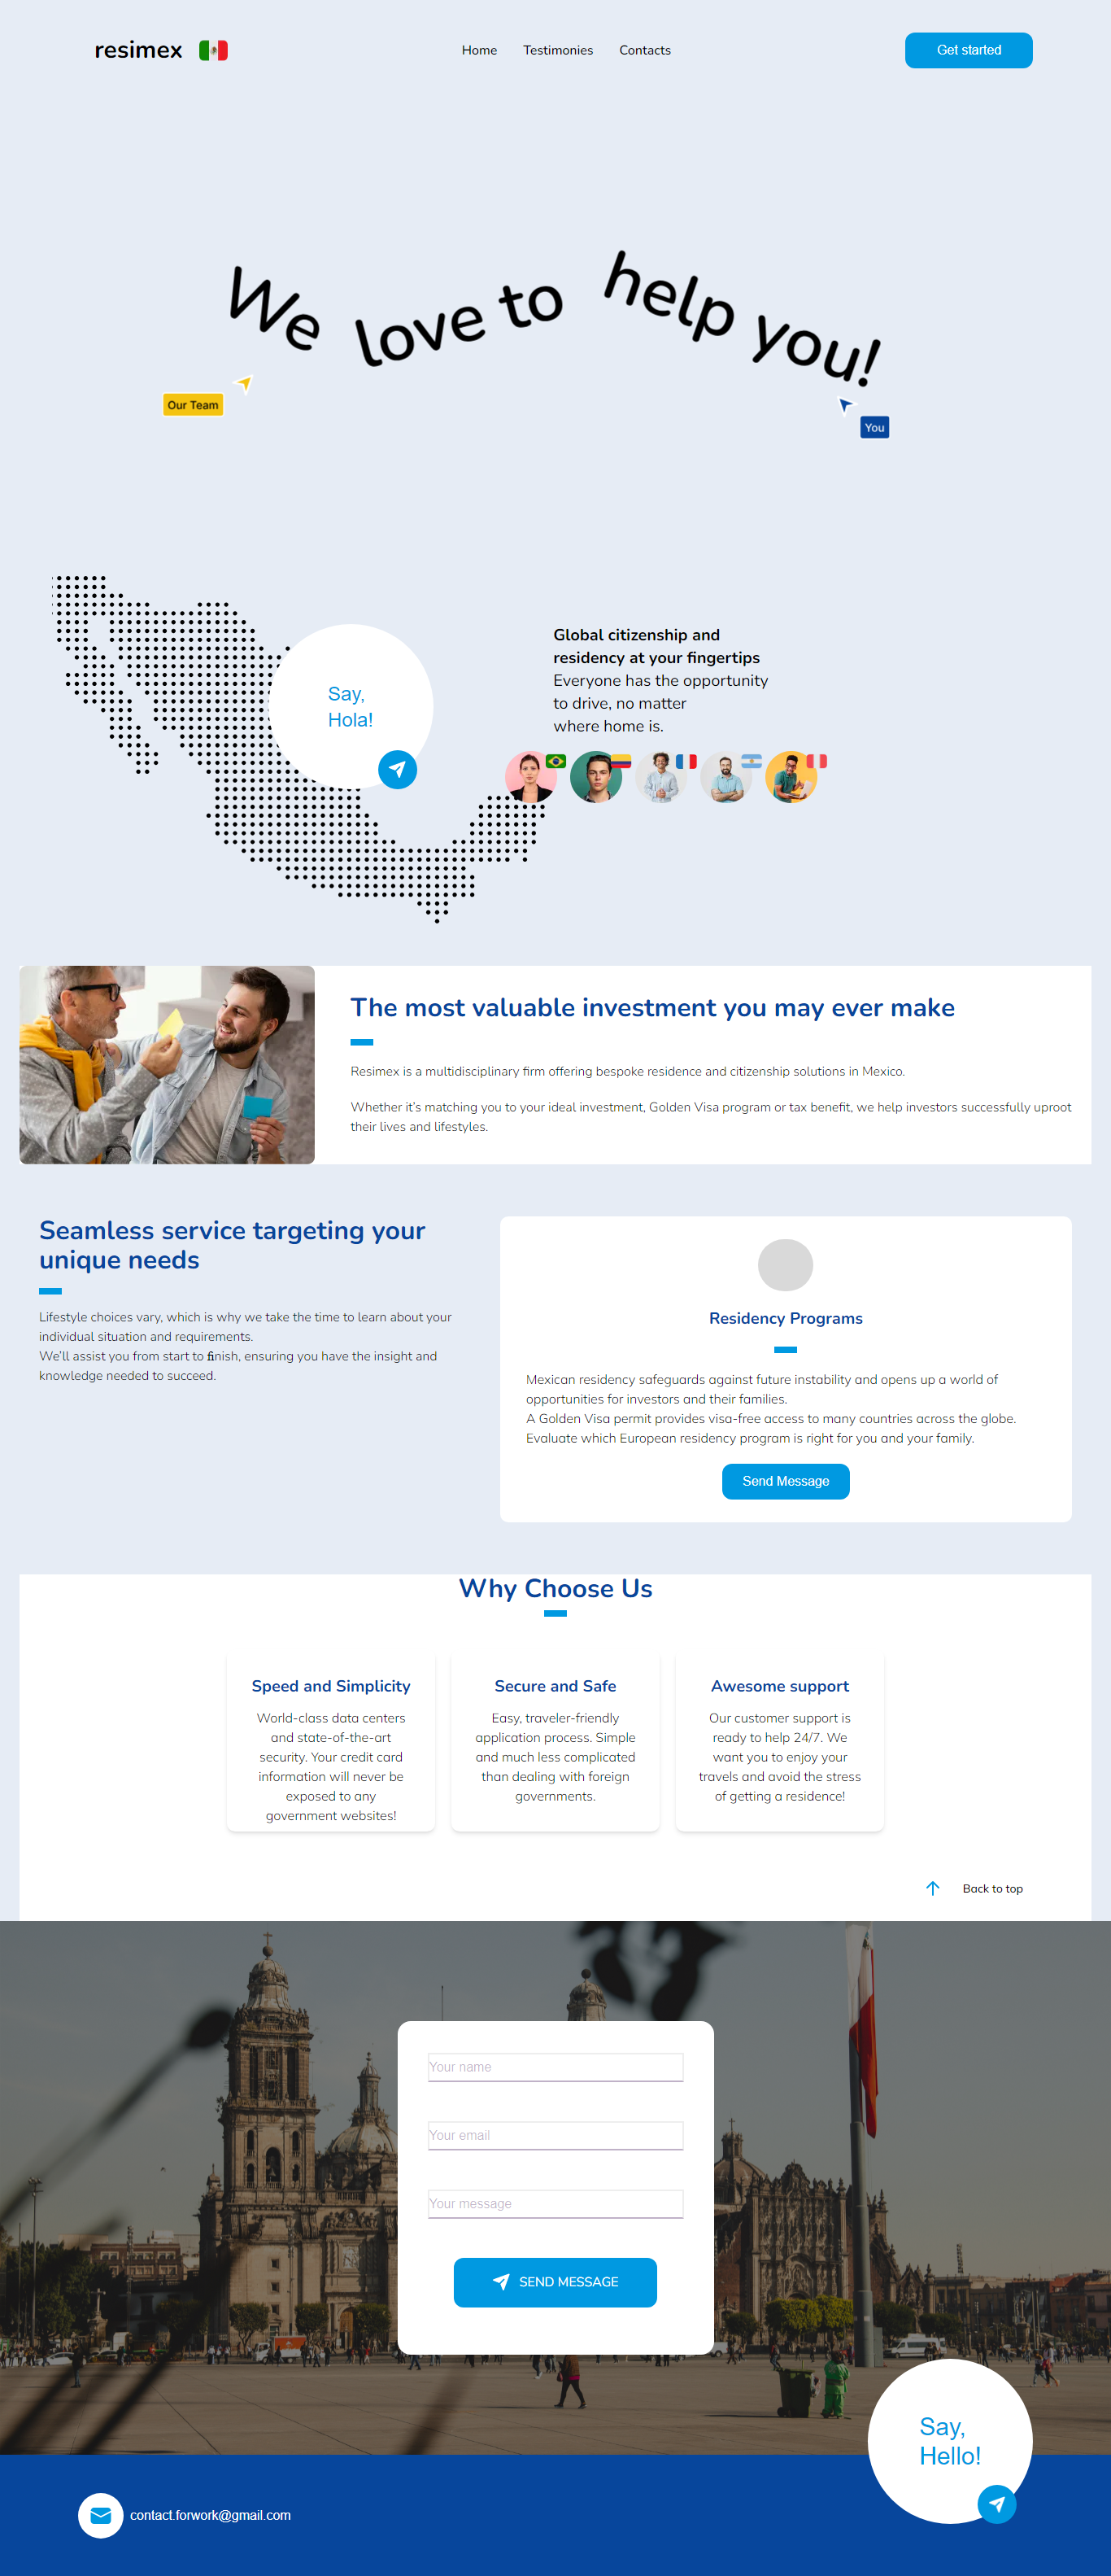 resimex
Home Testimonies Contacts
Get started
We love to help you!
Our Team
You
Say,
Hola!
Global citizenship and
residency at your fingertips
Everyone has the opportunity
to drive, no matter
where home is.
The most valuable investment you may ever make
Resimex is a multidisciplinary firm offering bespoke residence and citizenship solutions in Mexico.
Whether it's matching you to your ideal investment, Golden Visa program or tax benefit, we help investors successfully uproot
their lives and lifestyles.
Seamless service targeting your
unique needs
Lifestyle choices vary, which is why we take the time to learn about your
individual situation and requirements.
We'll assist you from start to finish, ensuring you have the insight and
knowledge needed to succeed.
Residency Programs
Mexican residency safeguards against future instability and opens up a world of
opportunities for investors and their families.
A Golden Visa permit provides visa-free access to many countries across the globe.
Evaluate which European residency program is right for you and your family.
Send Message
Why Choose Us
Speed and Simplicity
World-class data centers
and state-of-the-art
security. Your credit card
information will never be
exposed to any
government websites!
Secure and Safe
Easy, traveler-friendly
application process. Simple
and much less complicated
than dealing with foreign
governments.
Awesome support
Our customer support is
ready to help 24/7. We
want you to enjoy your
travels and avoid the stress
of getting a residence!
Back to top
Your name
Your email
Your message
SEND MESSAGE
Say,
Hello!
contact.forwork@gmail.com